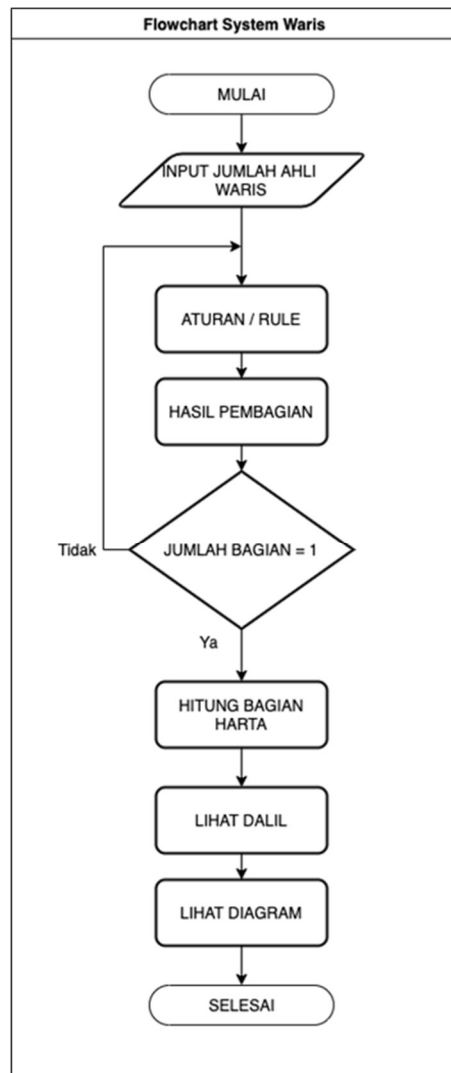 Flowchart System Waris
MULAI
INPUT JUMLAH AHLI
WARIS
ATURAN / RULE
HASIL PEMBAGIAN
JUMLAH BAGIAN = 1
Tidak
Ya
HITUNG BAGIAN
HARTA
LIHAT DALIL
LIHAT DIAGRAM
SELESAI